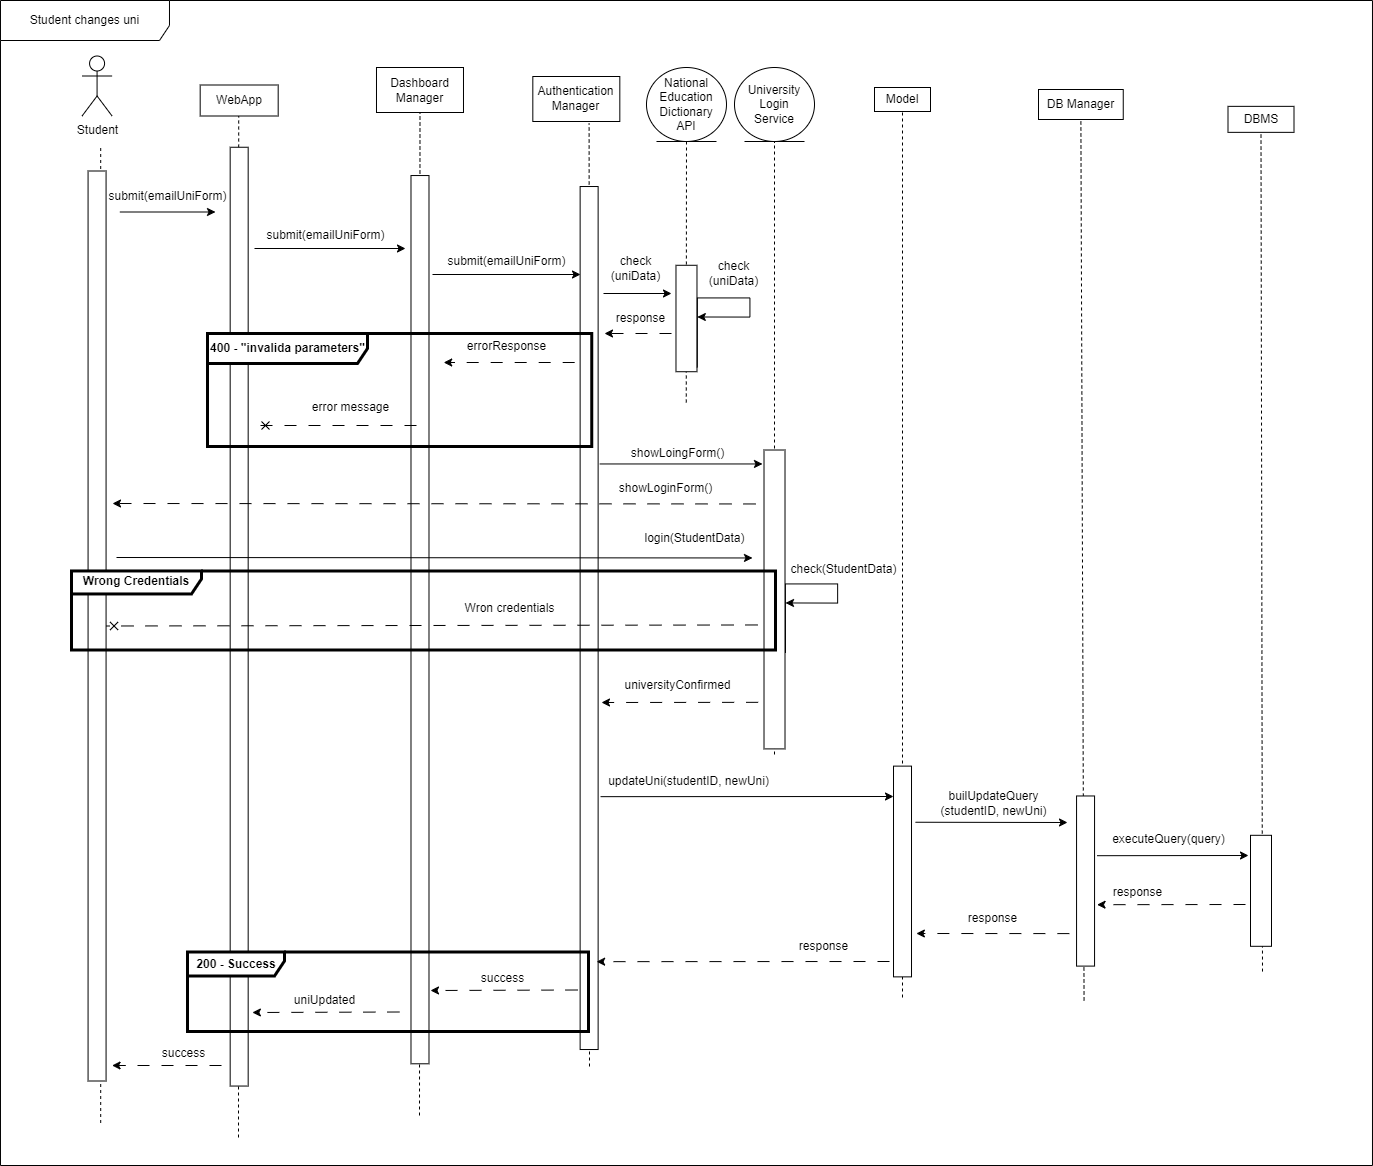 Student changes uni
Student
WebApp
Dashboard
Manager
Authentication
Manager
National
Education
Dictionary
API
University
Login
Service
Model
DB Manager
DBMS
submit(emailUniForm)
submit(emailUniForm)
submit(emailUniForm)
check
(uniData)
check
(uniData)
response
400 - "invalida parameters"
errorResponse
error message
showLoingForm()
showLoginForm()
login(StudentData)
Wrong Credentials
check(StudentData)
Wron credentials
universityConfirmed
updateUni(studentID, newUni)
builUpdateQuery
(studentID, newUni)
executeQuery(query)
response
response
response
200 - Success
success
uniUpdated
success